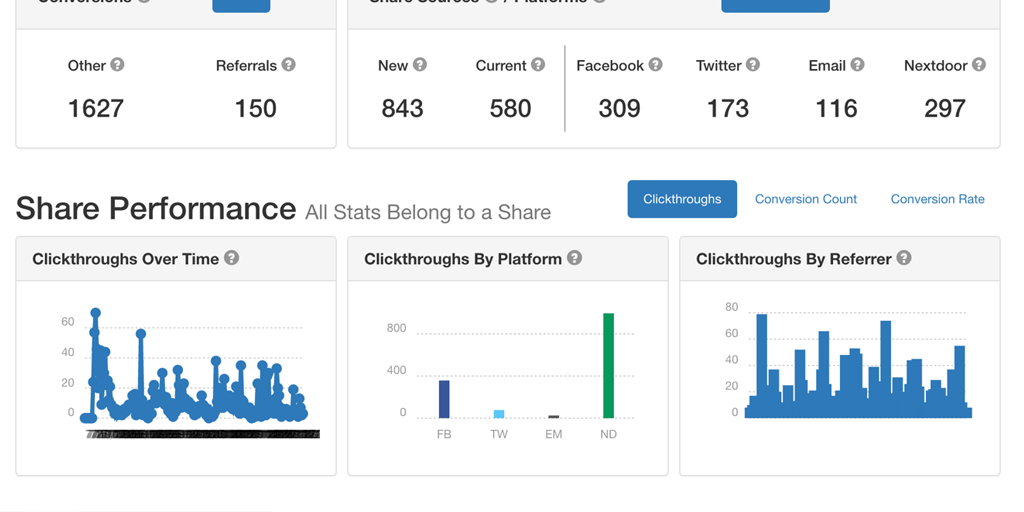 Conversions
Share Sources / Platforms
Other Referrals
1627 150
New Current Facebook Twitter Email Nextdoor
843 580 309 173 116 297
Share Performance All Stats Belong to a Share
Clickthroughs Conversion Count Conversion Rate
Clickthroughs Over Time
60
40
20
0
Clickthroughs By Platform
800
400
0
FB TW EM ND
Clickthroughs By Referrer
80
60
40
20
0